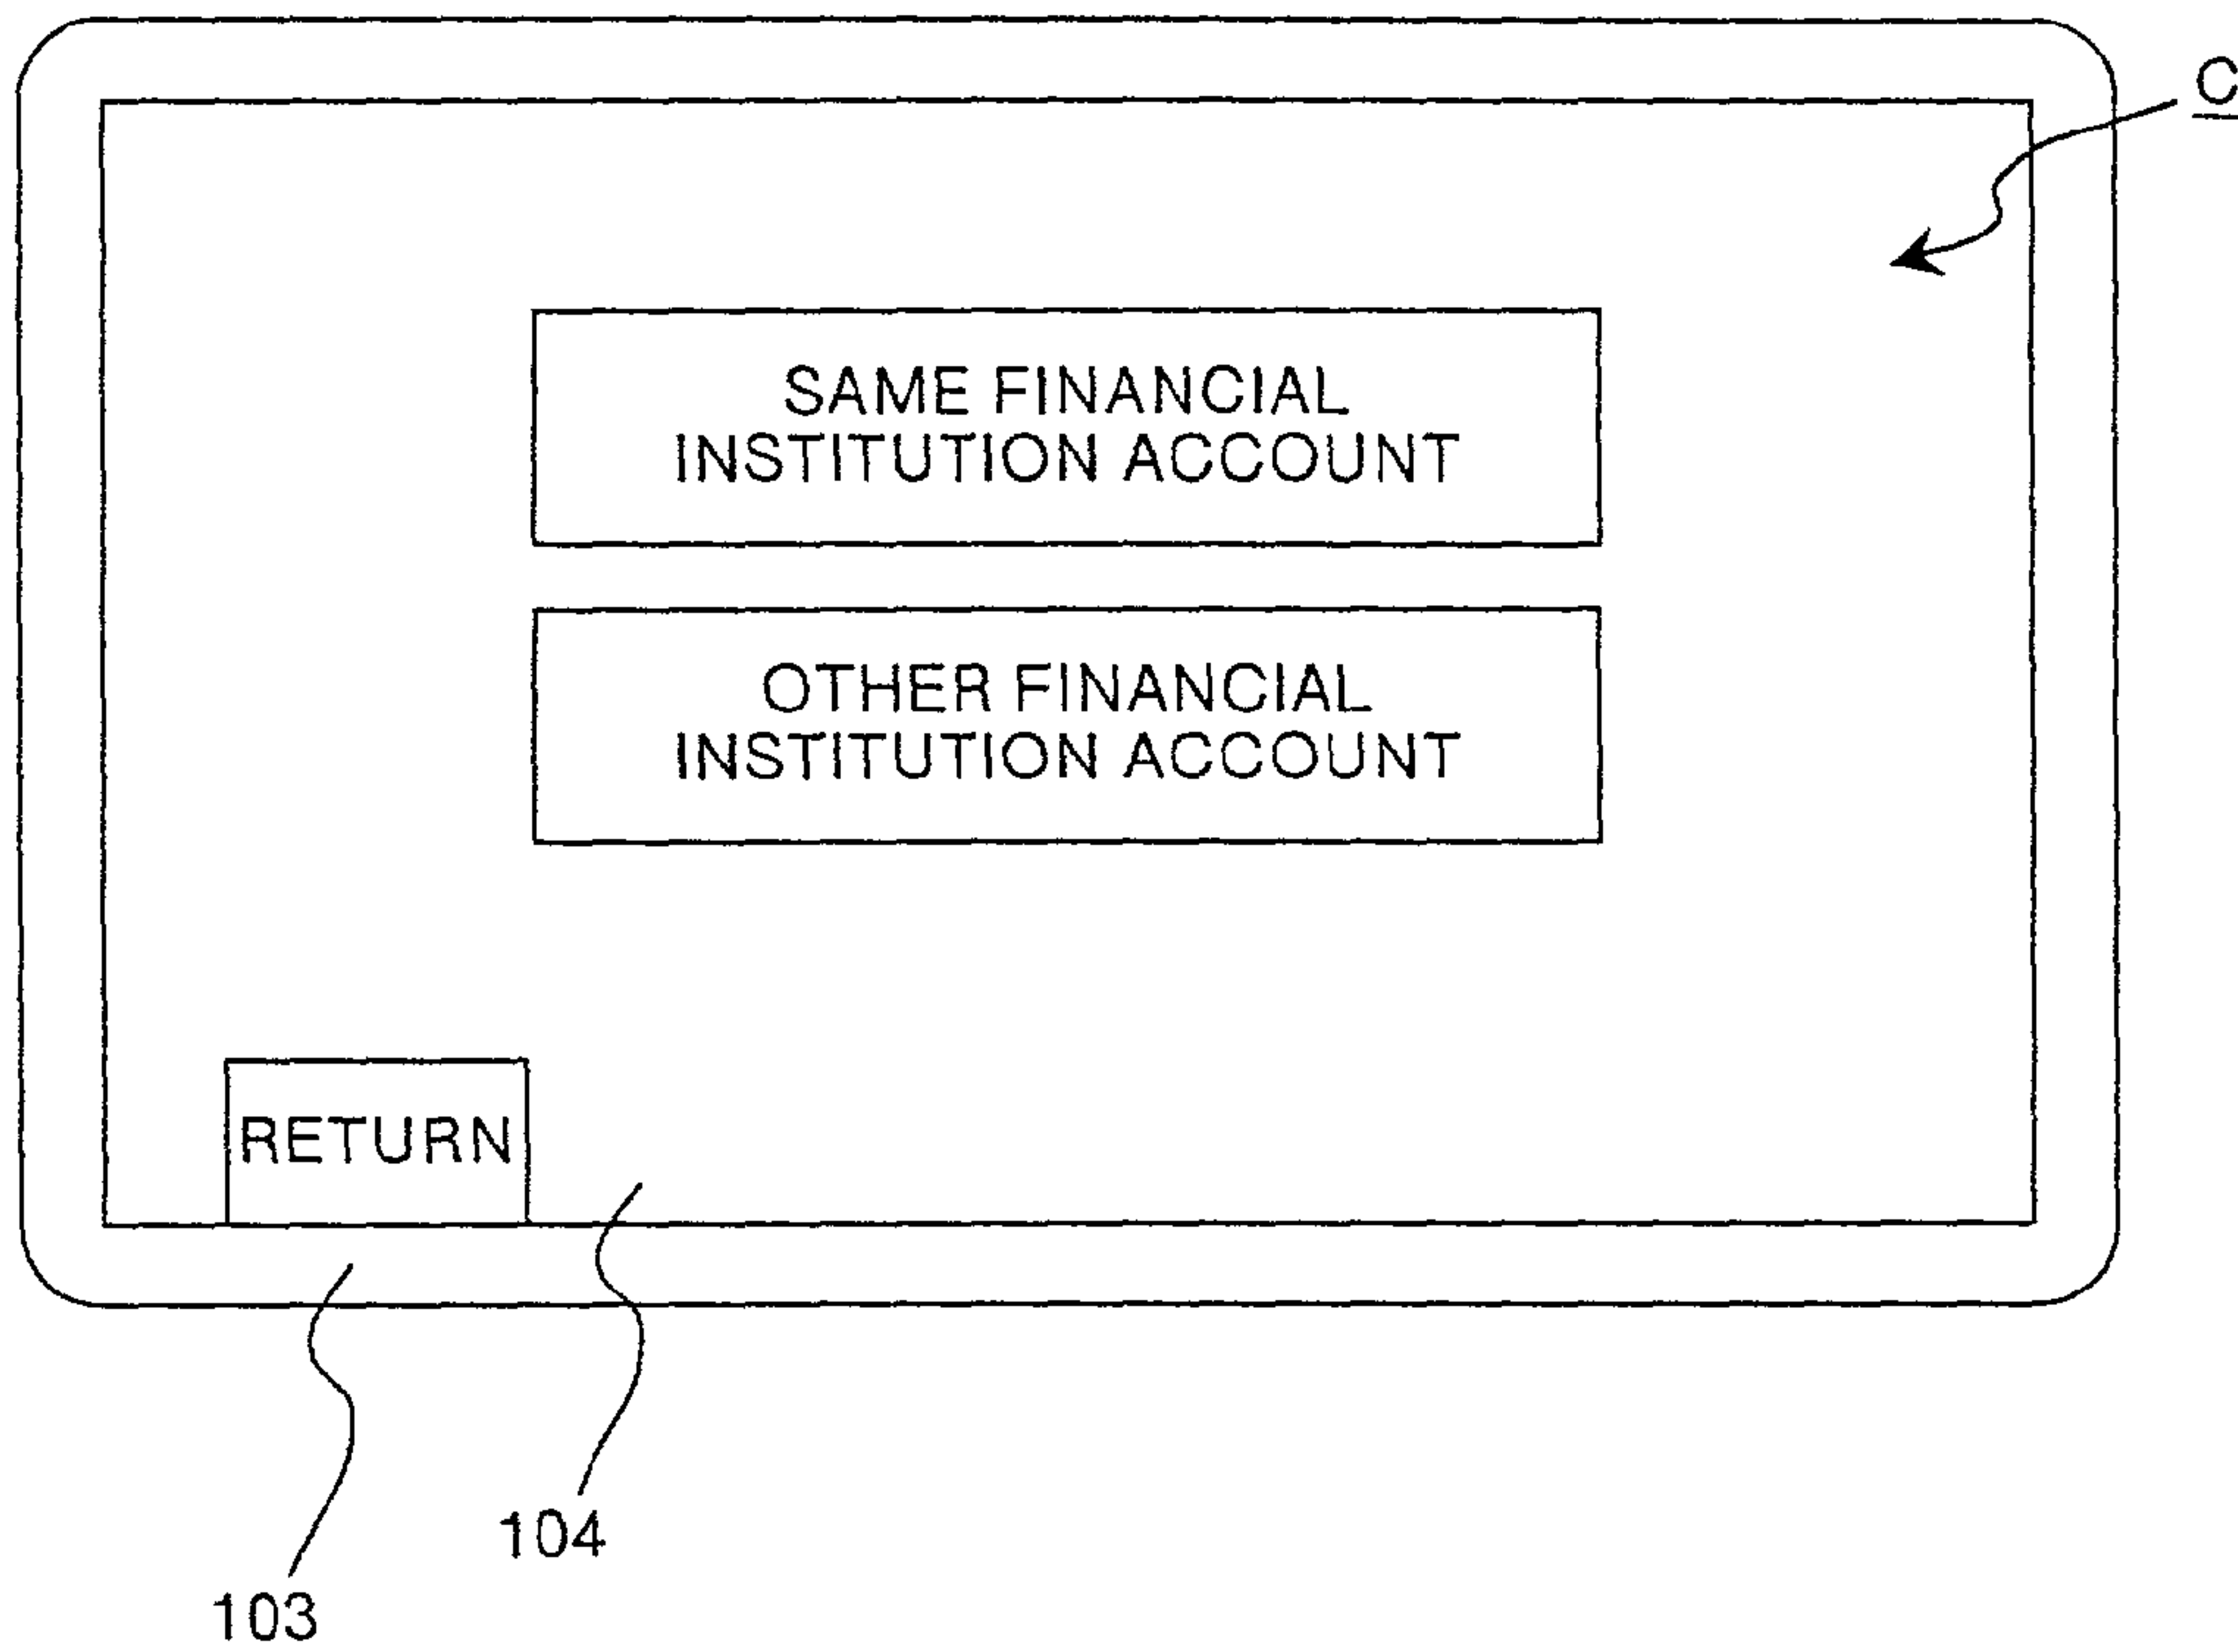 C
SAME FINANCIAL
INSTITUTION ACCOUNT
OTHER FINANCIAL
INSTITUTION ACCOUNT
RETURN
104
103